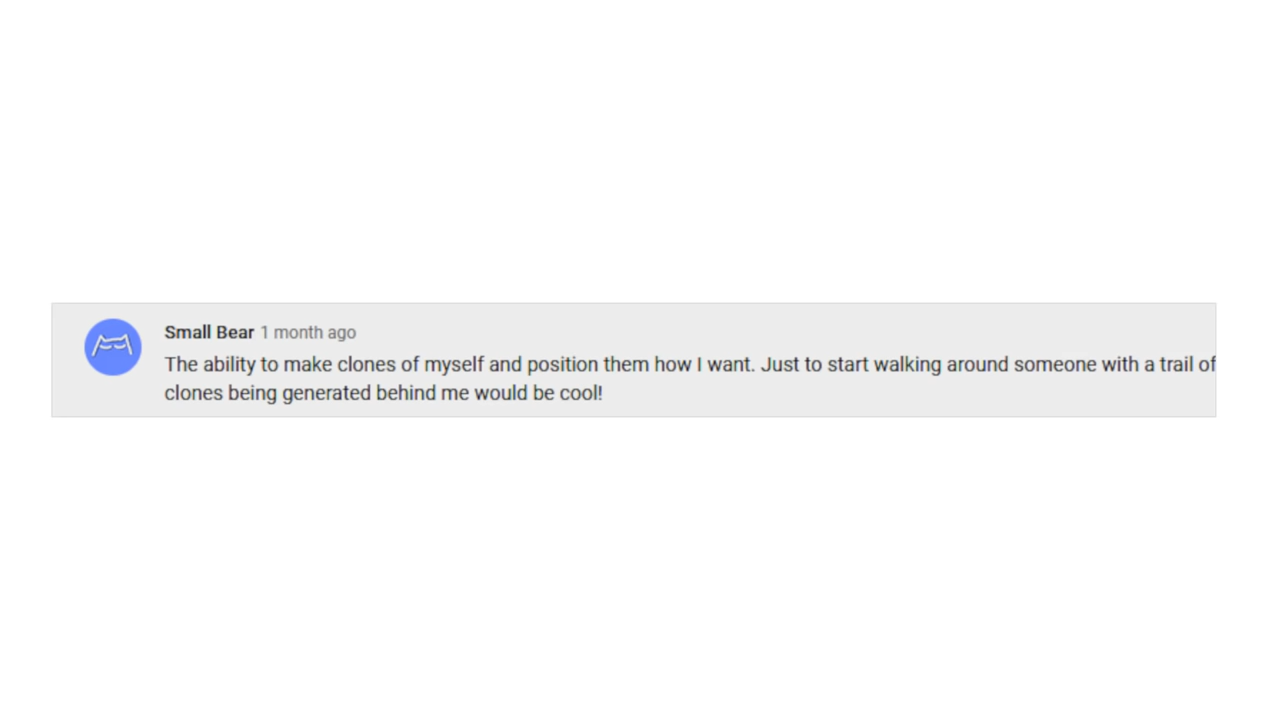 Small Bear 1 month ago
The ability to make clones of myself and position them how I want. Just to start walking around someone with a trail of
clones being generated behind me would be cool!